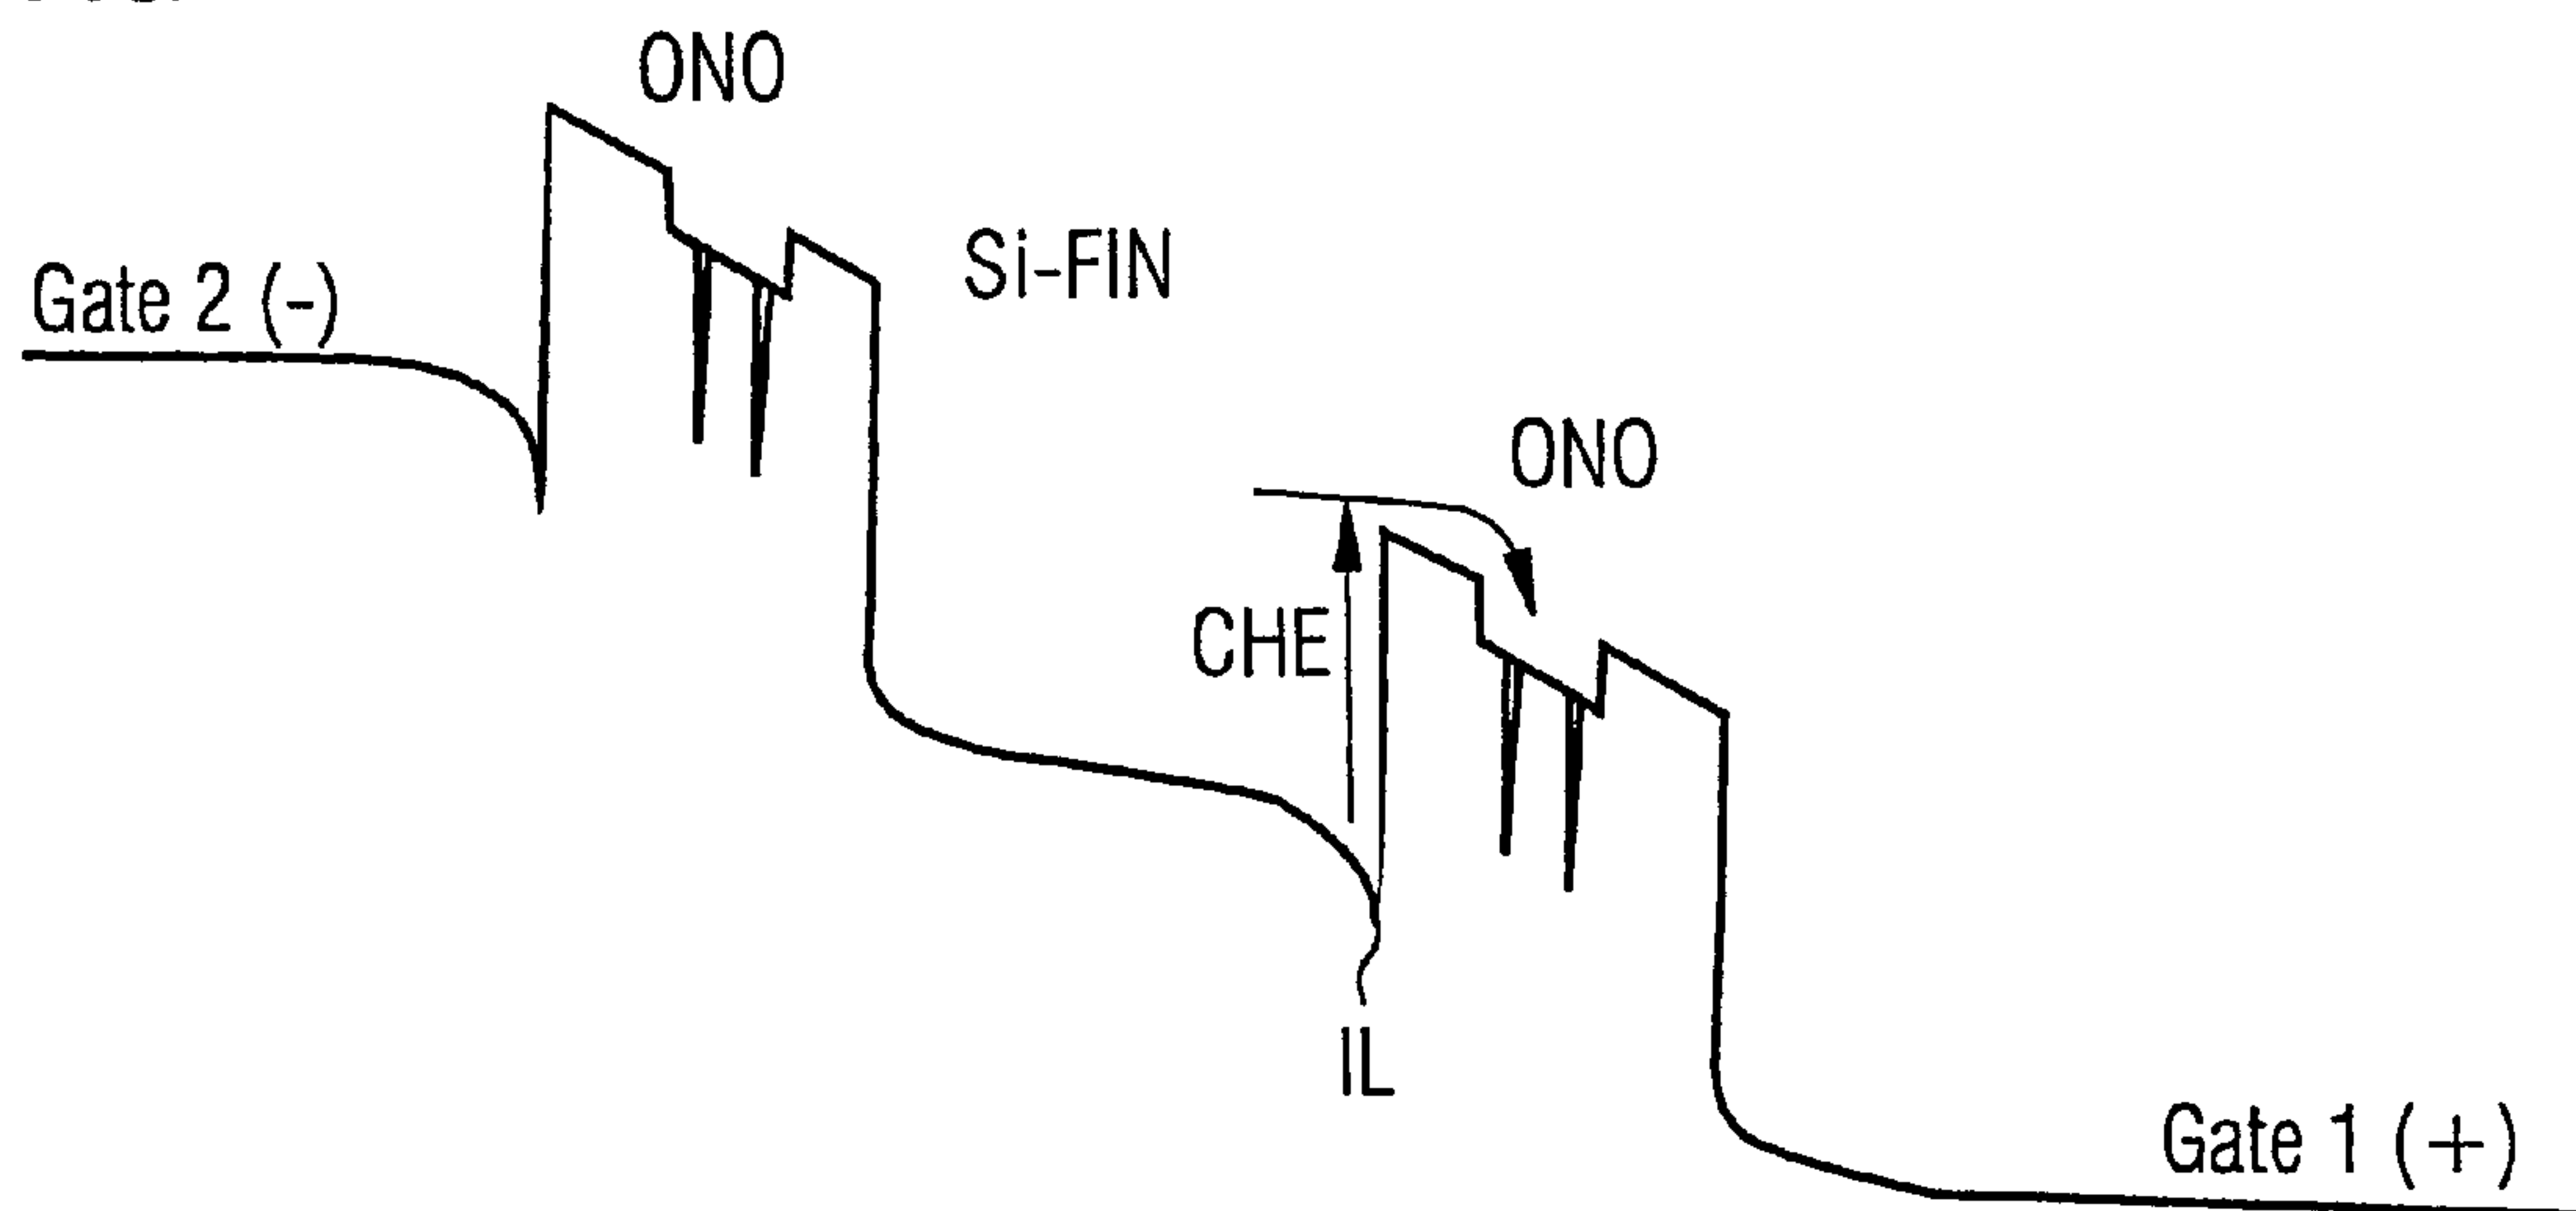 ONO
Si-FIN
Gate 2 (-)
ONO
CHE
IL
Gate 1 (+)